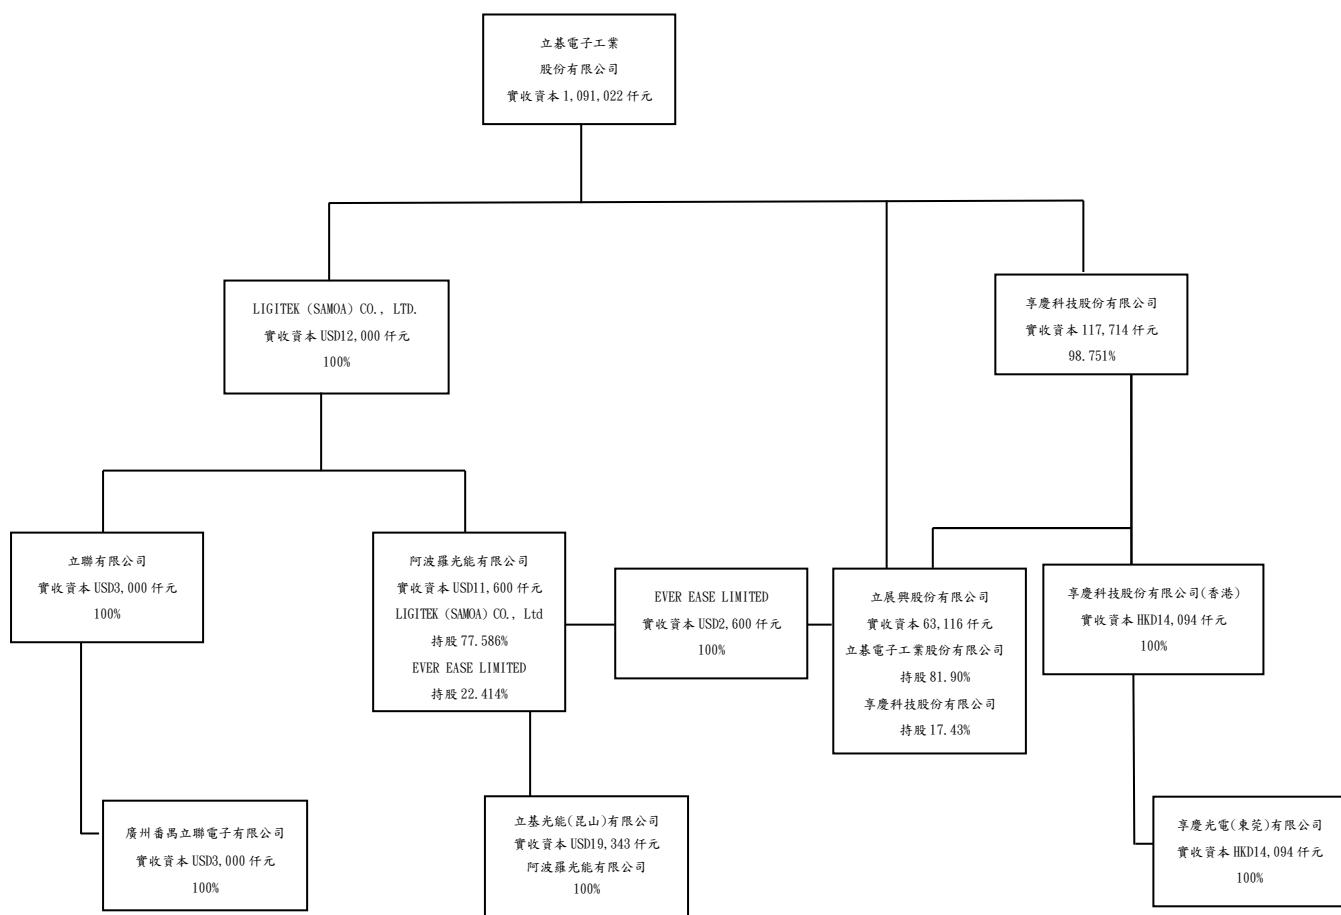 立碁電子工業
股份有限公司
實收資本 1,091,022 仟元
LIGITEK (SAMOA) CO., LTD.
實收資本 USD12,000 仟元
100%
享慶科技股份有限公司
實收資本 117,714 仟元
98.751%
立聯有限公司
實收資本 USD3,000 仟元
100%
阿波羅光能有限公司
實收資本 USD11,600 仟元
LIGITEK (SAMOA) CO., Ltd
持股 77.586%
EVER EASE LIMITED
持股 22.414%
EVER EASE LIMITED
實收資本 USD2,600 仟元
100%
立展興股份有限公司
實收資本 63,116 仟元
立碁電子工業股份有限公司
持股 81.90%
享慶科技股份有限公司
持股 17.43%
享慶科技股份有限公司(香港)
實收資本 HKD14,094 仟元
100%
廣州番禺立聯電子有限公司
實收資本 USD3,000 仟元
100%
立基光能(昆山)有限公司
實收資本 USD19,343 仟元
阿波羅光能有限公司
100%
享慶光電(東莞)有限公司
實收資本 HKD14,094 仟元
100%